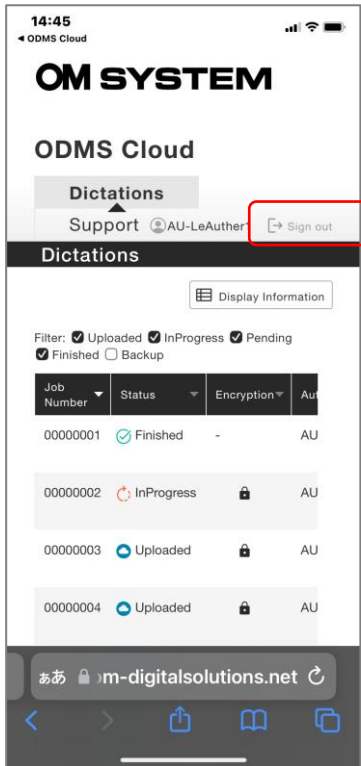 14:45
◀ ODMS Cloud
OM SYSTEM
ODMS Cloud
Dictations
Support AU-LeAuther1 Sign out
Dictations
Display Information
Filter: Uploaded InProgress Pending
Finished Backup
Job Number Status Encryption Aut
00000001 Finished - AU
00000002 InProgress AU
00000003 Uploaded AU
00000004 Uploaded AU
ああ m-digitalsolutions.net